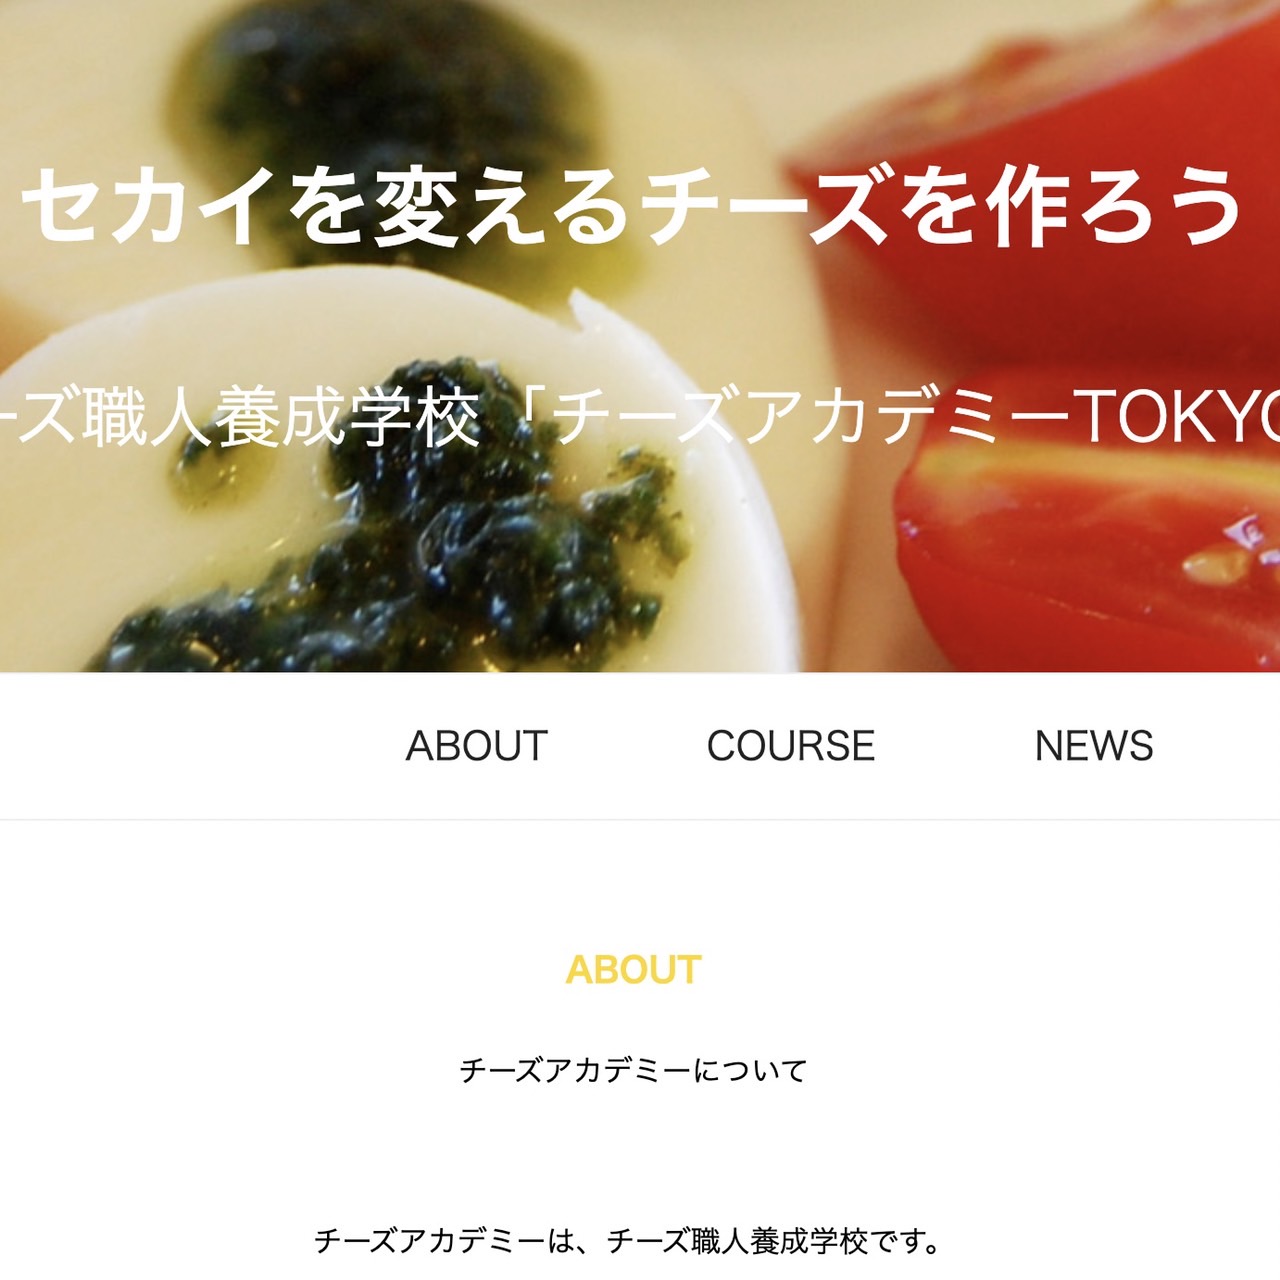 セカイを変えるチーズを作ろう
ーズ職人養成学校「チーズアカデミーTOKYO
ABOUT COURSE NEWS
ABOUT
チーズアカデミーについて
チーズアカデミーは、チーズ職人養成学校です。